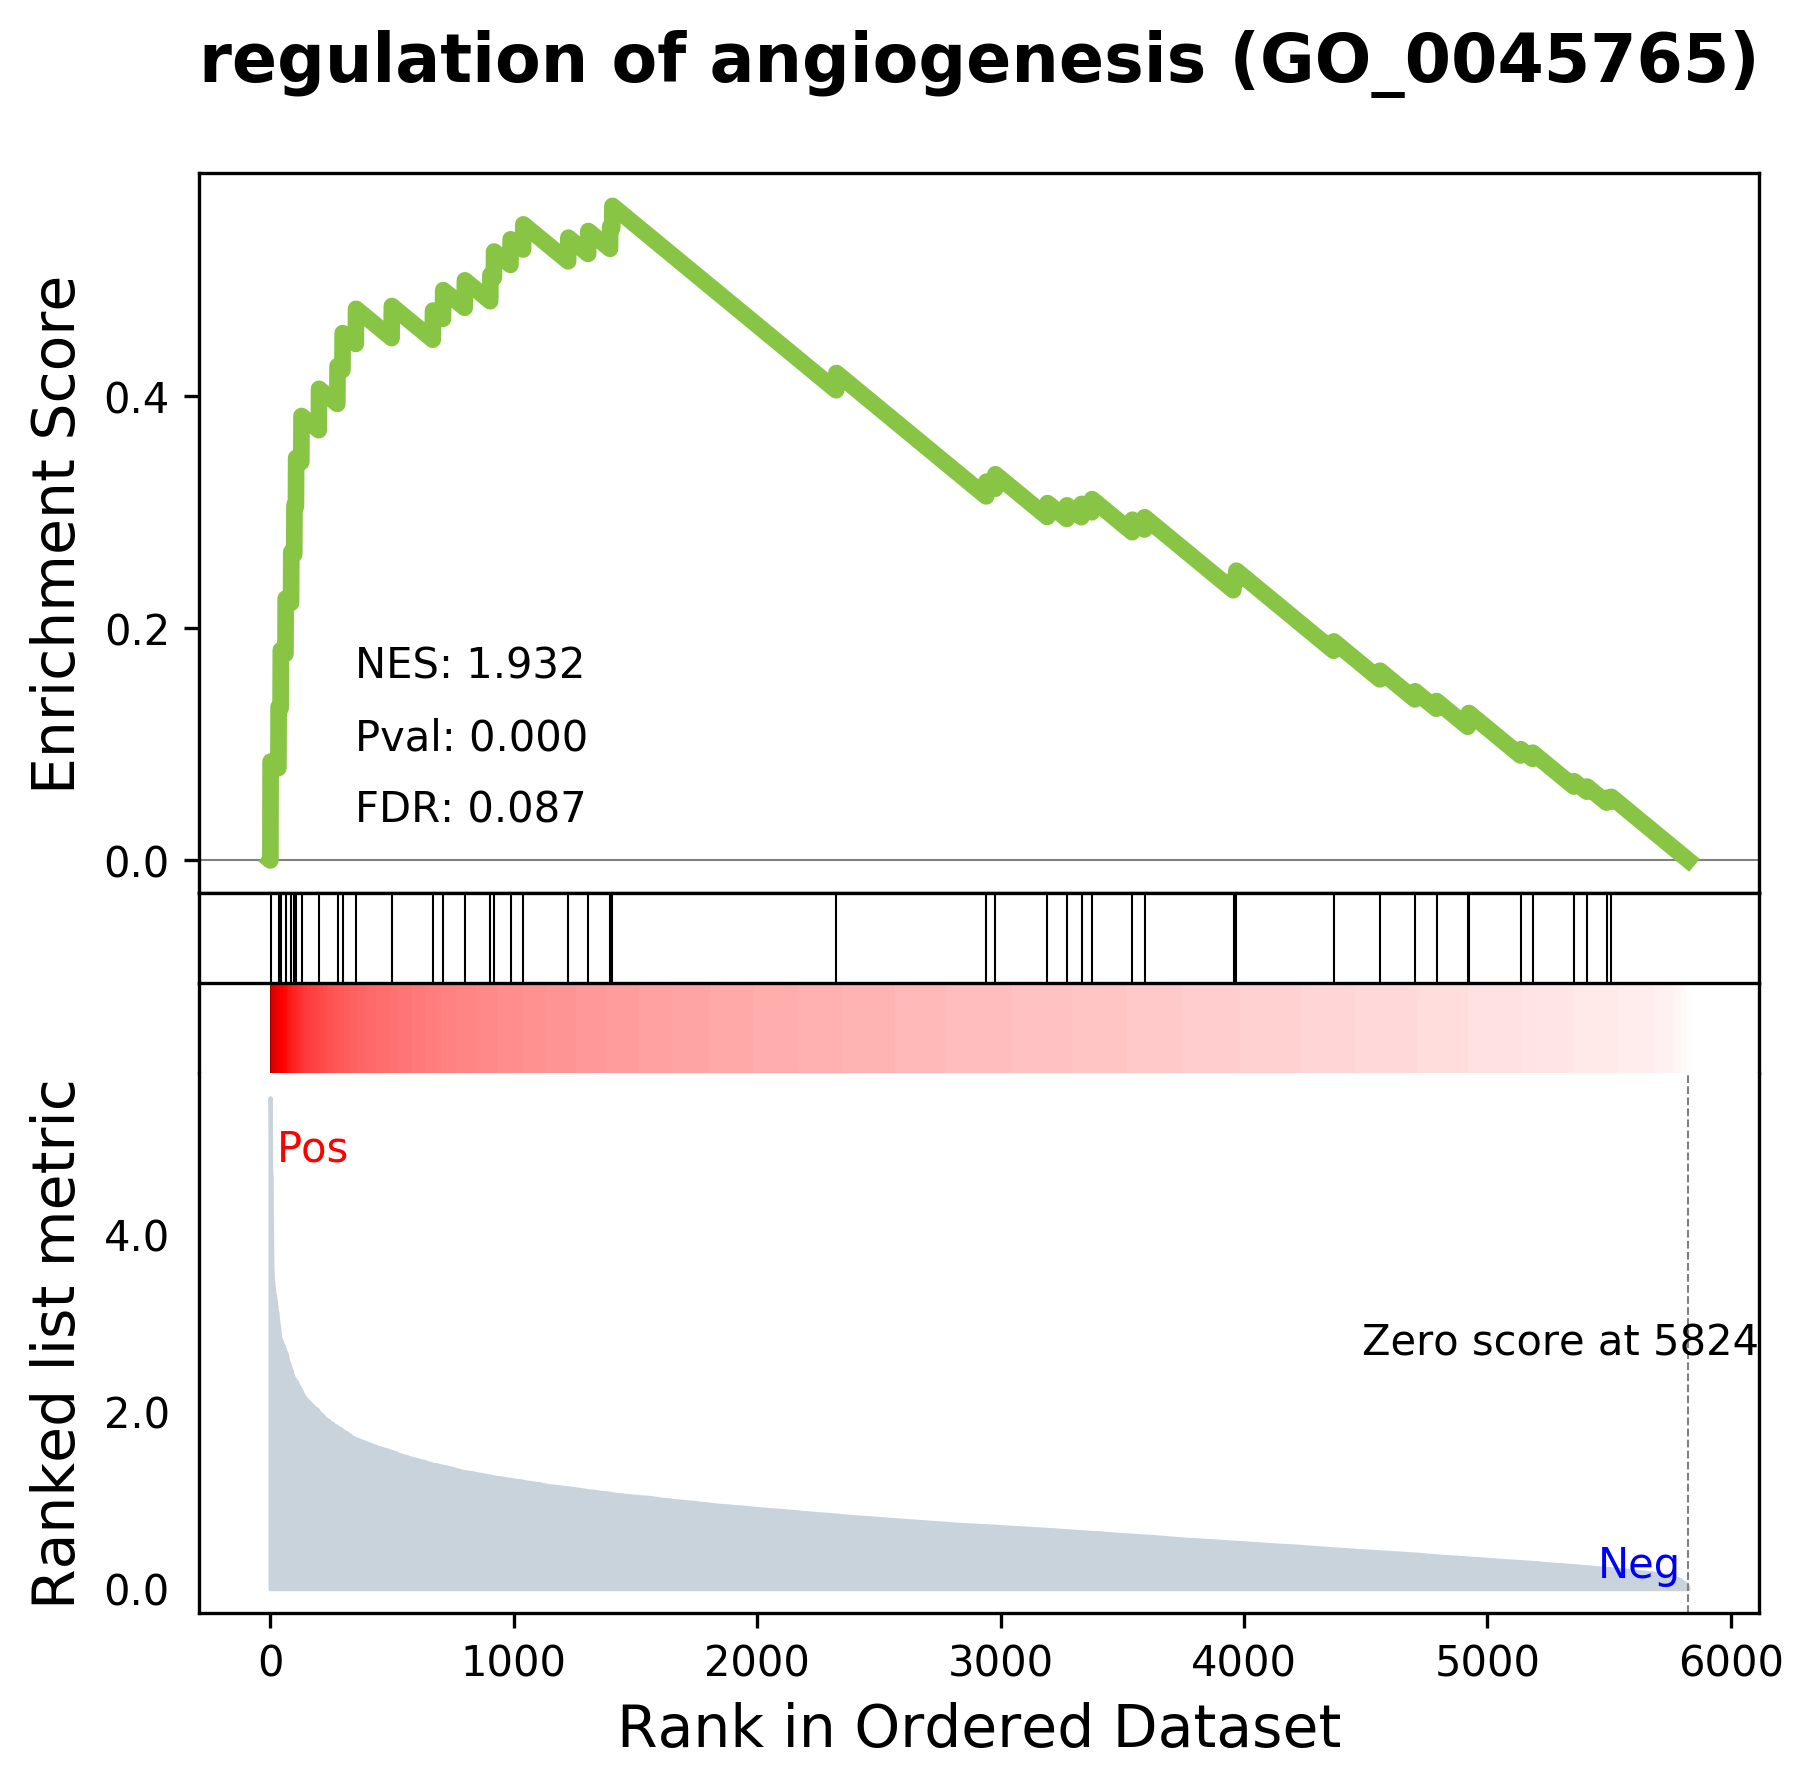 regulation of angiogenesis (GO_0045765)
Enrichment Score
0.4
0.2
0.0
NES: 1.932
Pval: 0.000
FDR: 0.087
Ranked list metric
4.0
2.0
0.0
Pos
Zero score at 5824
Neg
0 1000 2000 3000 4000 5000 6000
Rank in Ordered Dataset